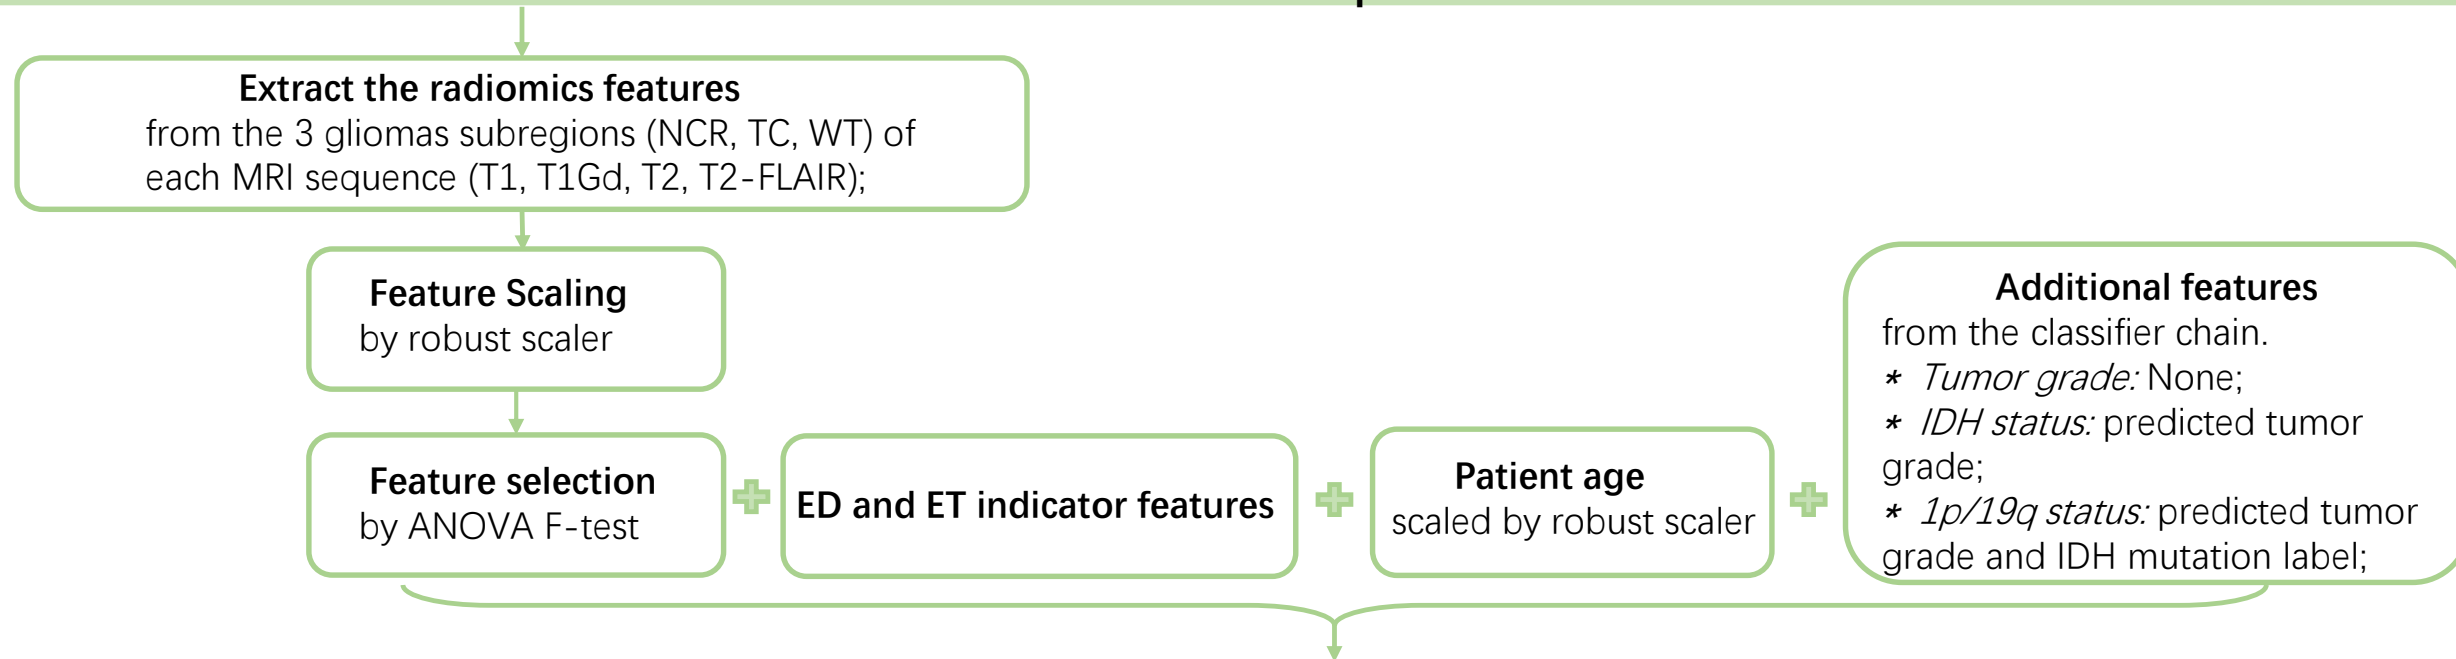 Extract the radiomics features
from the 3 gliomas subregions (NCR, TC, WT) of
each MRI sequence (T1, T1Gd, T2, T2-FLAIR);
Feature Scaling
by robust scaler
Feature selection
by ANOVA F-test
ED and ET indicator features
Patient age
scaled by robust scaler
Additional features
from the classifier chain.
* Tumor grade: None;
* IDH status: predicted tumor
grade;
* 1p/19q status: predicted tumor
grade and IDH mutation label;